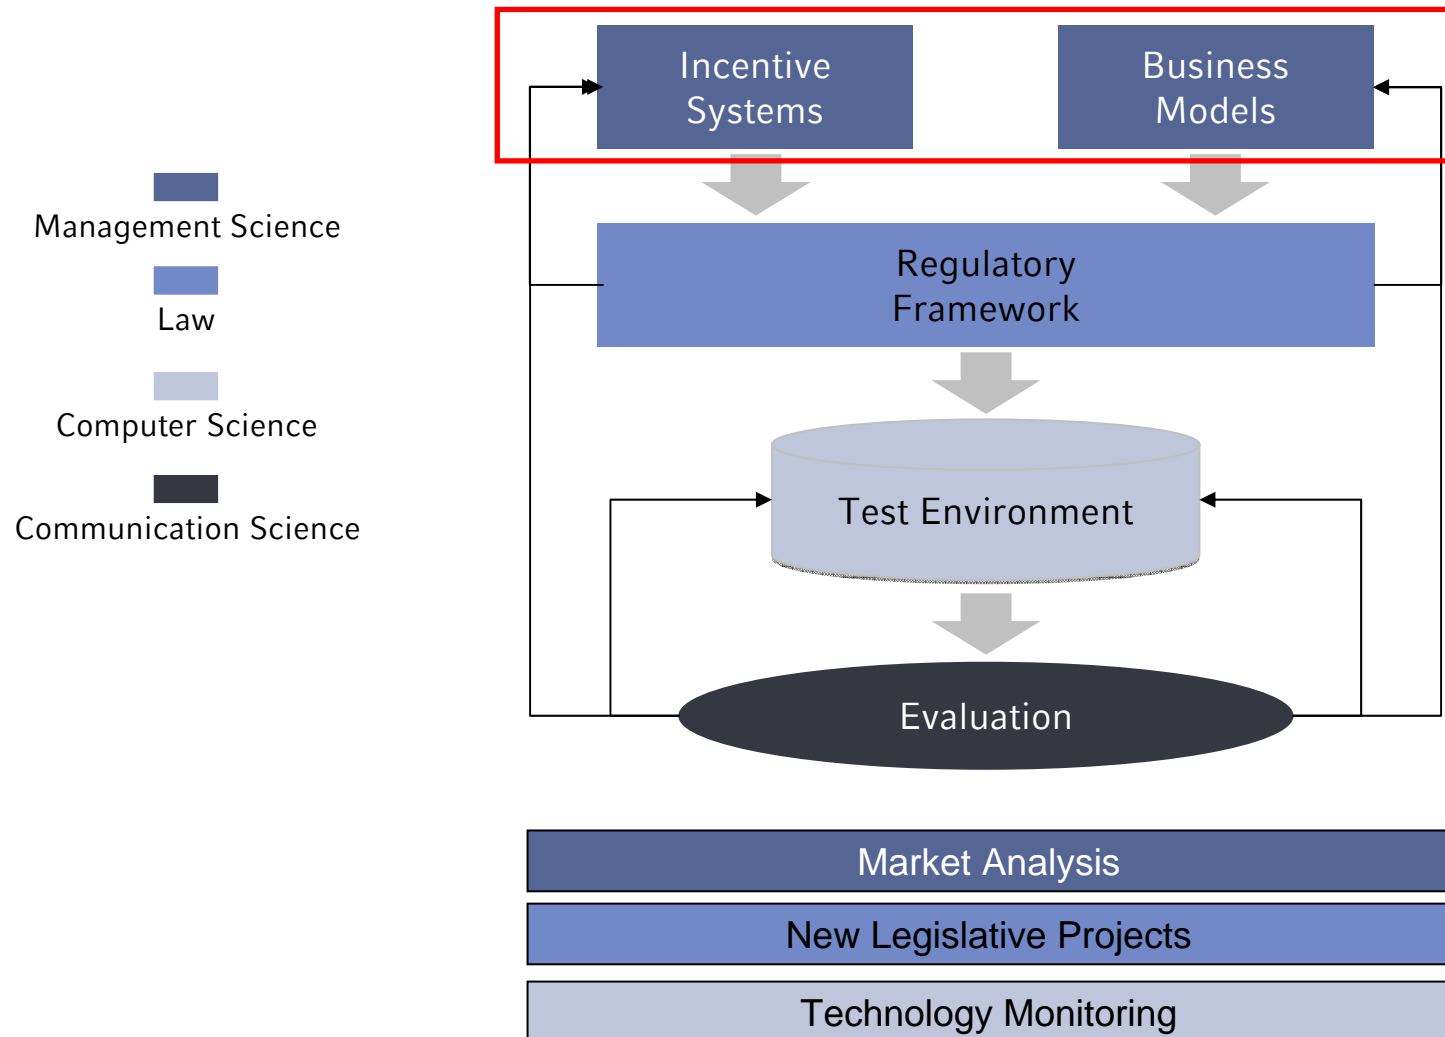 Incentive
Systems
Business
Models
Management Science
Law
Computer Science
Communication Science
Regulatory
Framework
Test Environment
Evaluation
Market Analysis
New Legislative Projects
Technology Monitoring